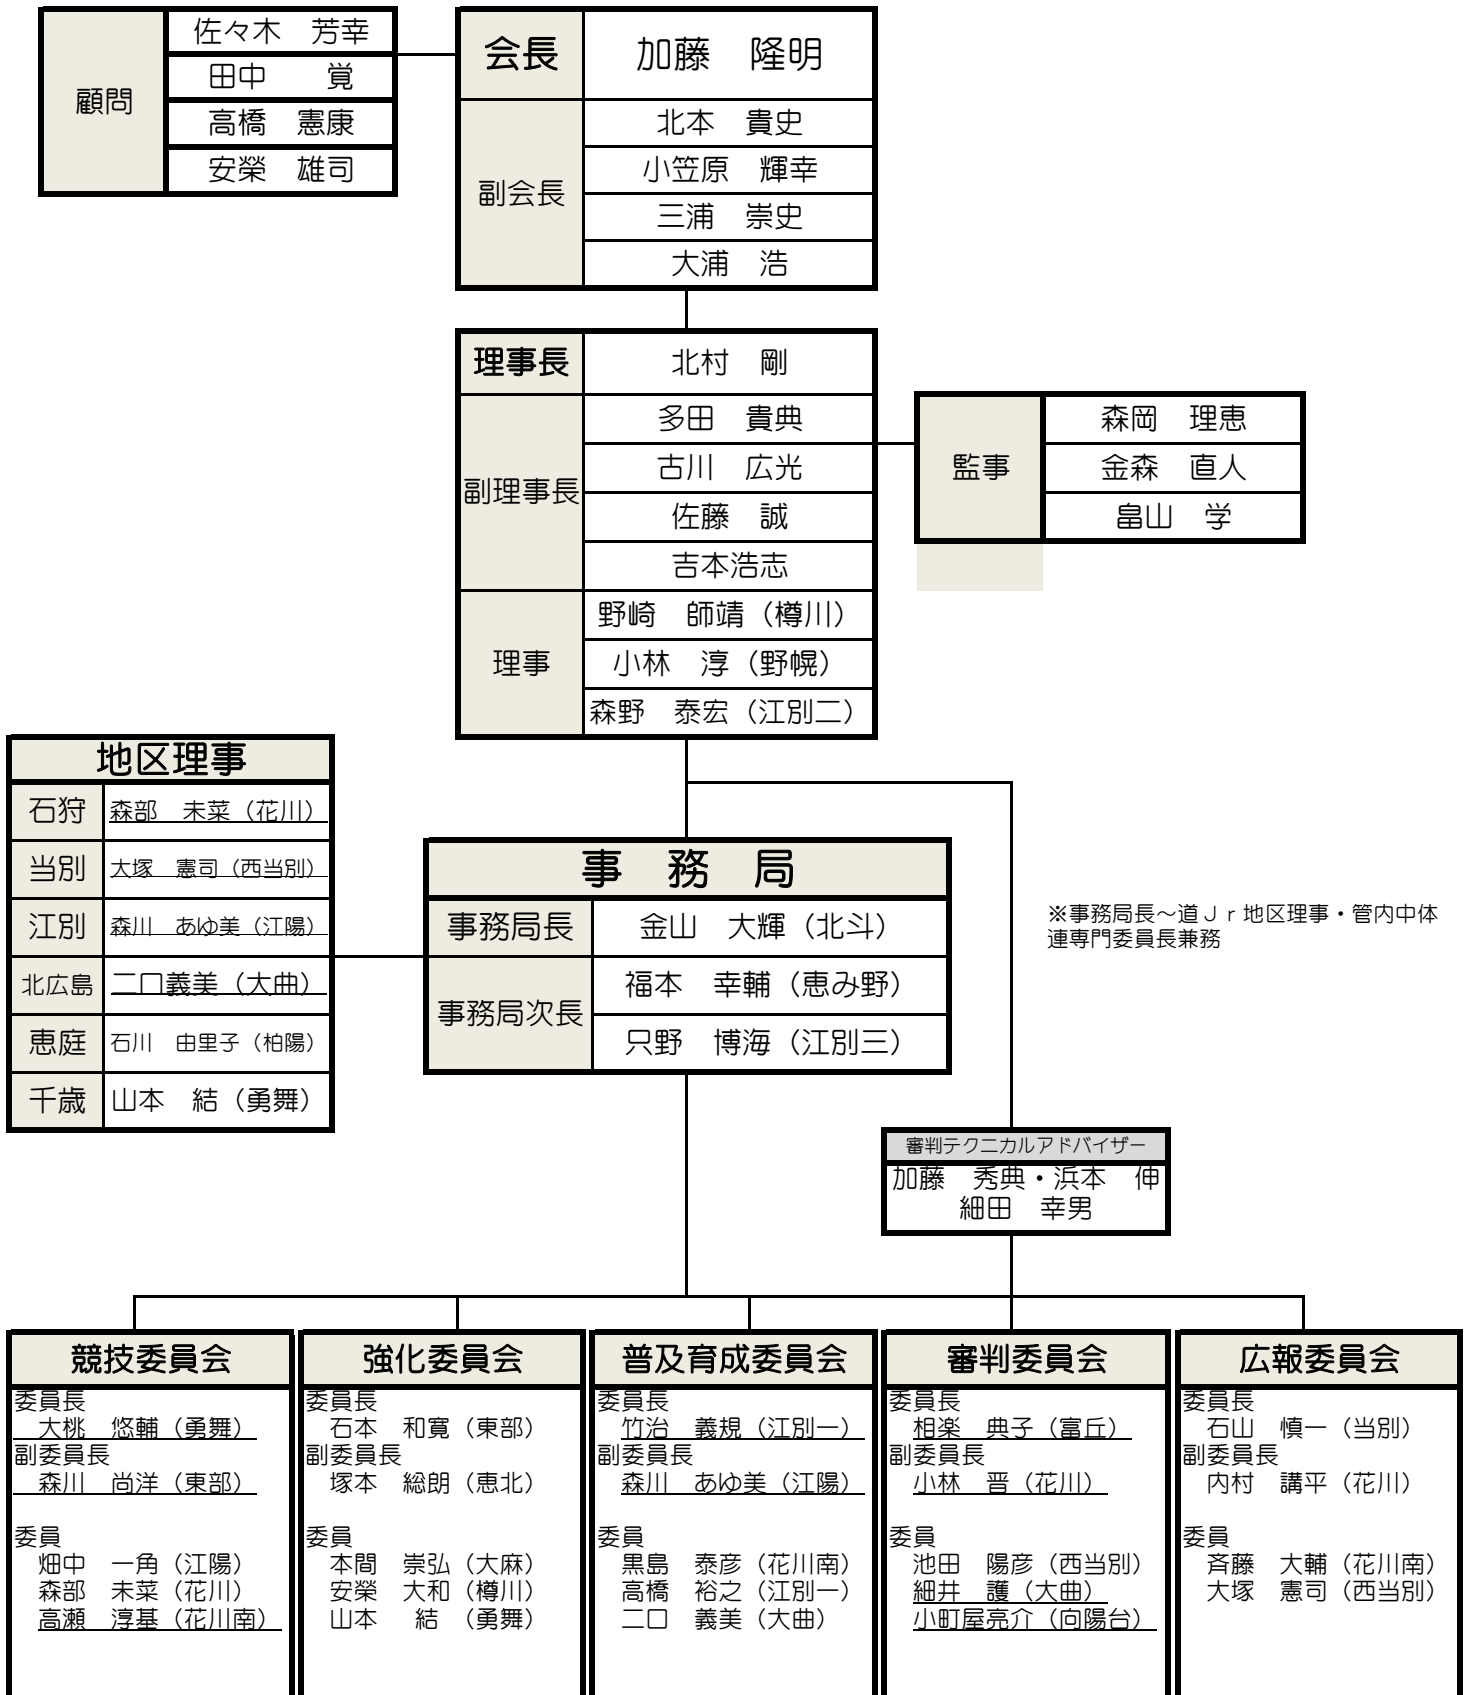 顧問
佐々木　芳幸
田中　　覚
高橋　憲康
安榮　雄司
会長
加藤　隆明
副会長
北本　貴史
小笠原　輝幸
三浦　崇史
大浦　浩
理事長
北村　剛
副理事長
多田　貴典
古川　広光
佐藤　誠
吉本浩志
理事
野崎　師靖（樽川）
小林　淳（野幌）
森野　泰宏（江別二）
監事
森岡　理恵
金森　直人
畠山　学
地区理事
石狩
森部　未菜（花川）
当別
大塚　憲司（西当別）
江別
森川　あゆ美（江陽）
北広島
二口義美（大曲）
恵庭
石川　由里子（柏陽）
千歳
山本　結（勇舞）
事　務　局
事務局長
金山　大輝（北斗）
事務局次長
福本　幸輔（恵み野）
只野　博海（江別三）
※事務局長～道Ｊｒ地区理事・管内中体
連専門委員長兼務
審判テクニカルアドバイザー
加藤　秀典・浜本　伸
細田　幸男
競技委員会
委員長
大桃　悠輔（勇舞）
副委員長
森川　尚洋（東部）
委員
畑中　一角（江陽）
森部　未菜（花川）
高瀬　淳基（花川南）
強化委員会
委員長
石本　和寛（東部）
副委員長
塚本　総朗（恵北）
委員
本間　崇弘（大麻）
安榮　大和（樽川）
山本　結　（勇舞）
普及育成委員会
委員長
竹治　義規（江別一）
副委員長
森川　あゆ美（江陽）
委員
黒島　泰彦（花川南）
高橋　裕之（江別一）
二口　義美（大曲）
審判委員会
委員長
相楽　典子（富丘）
副委員長
小林　晋（花川）
委員
池田　陽彦（西当別）
細井　護（大曲）
小町屋亮介（向陽台）
広報委員会
委員長
石山　慎一（当別）
副委員長
内村　講平（花川）
委員
斉藤　大輔（花川南）
大塚　憲司（西当別）